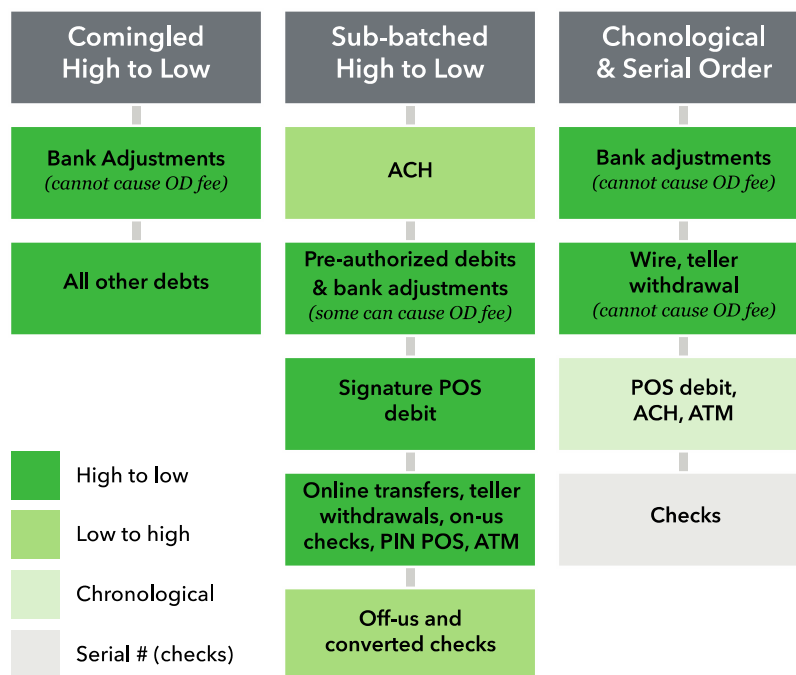 Comingled
High to Low
Bank Adjustments
(cannot cause OD fee)
All other debts
Sub-batched
High to Low
ACH
Pre-authorized debits
& bank adjustments
(some can cause OD fee)
Signature POS
debit
Online transfers, teller
withdrawals, on-us
checks, PIN POS, ATM
Off-us and
converted checks
Chonological
& Serial Order
Bank adjustments
(cannot cause OD fee)
Wire, teller
withdrawal
(cannot cause OD fee)
POS debit,
ACH, ATM
Checks
High to low
Low to high
Chronological
Serial # (checks)